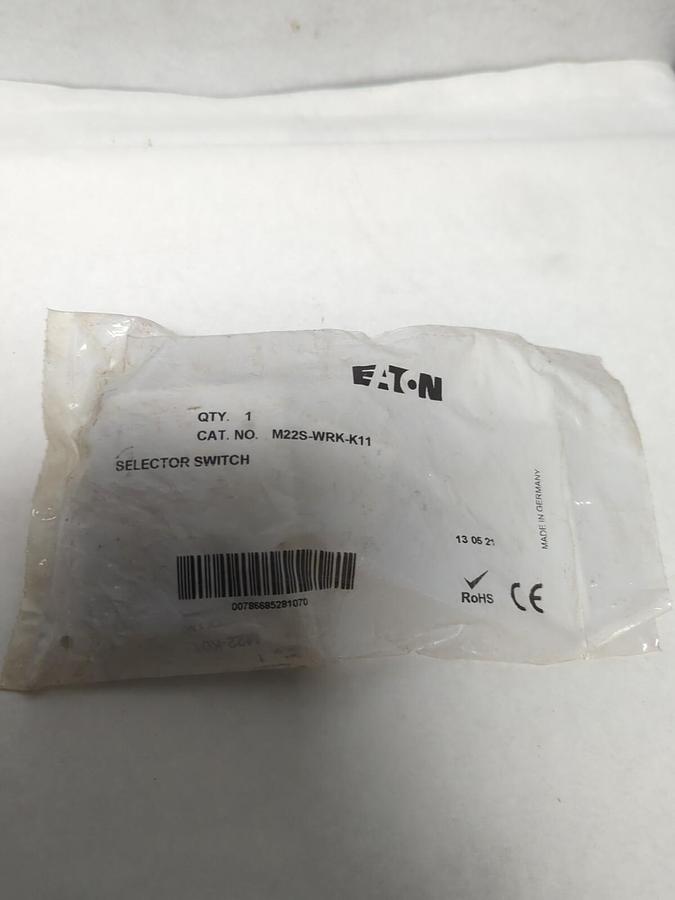 EATON
QTY. 1
CAT. NO. M22S-WRK-K11
SELECTOR SWITCH
MADE IN GERMANY
13 05 21
00786685281070
RoHS CE